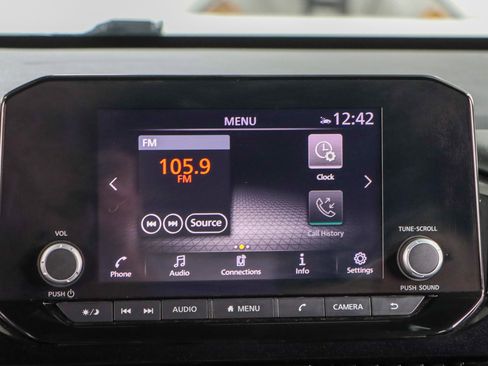 MENU 12:42
FM
105.9
FM
Source
Clock
Call History
VOL
TUNE-SCROLL
Phone Audio Connections Info Settings
PUSH
PUSH SOUND
AUDIO MENU CAMERA